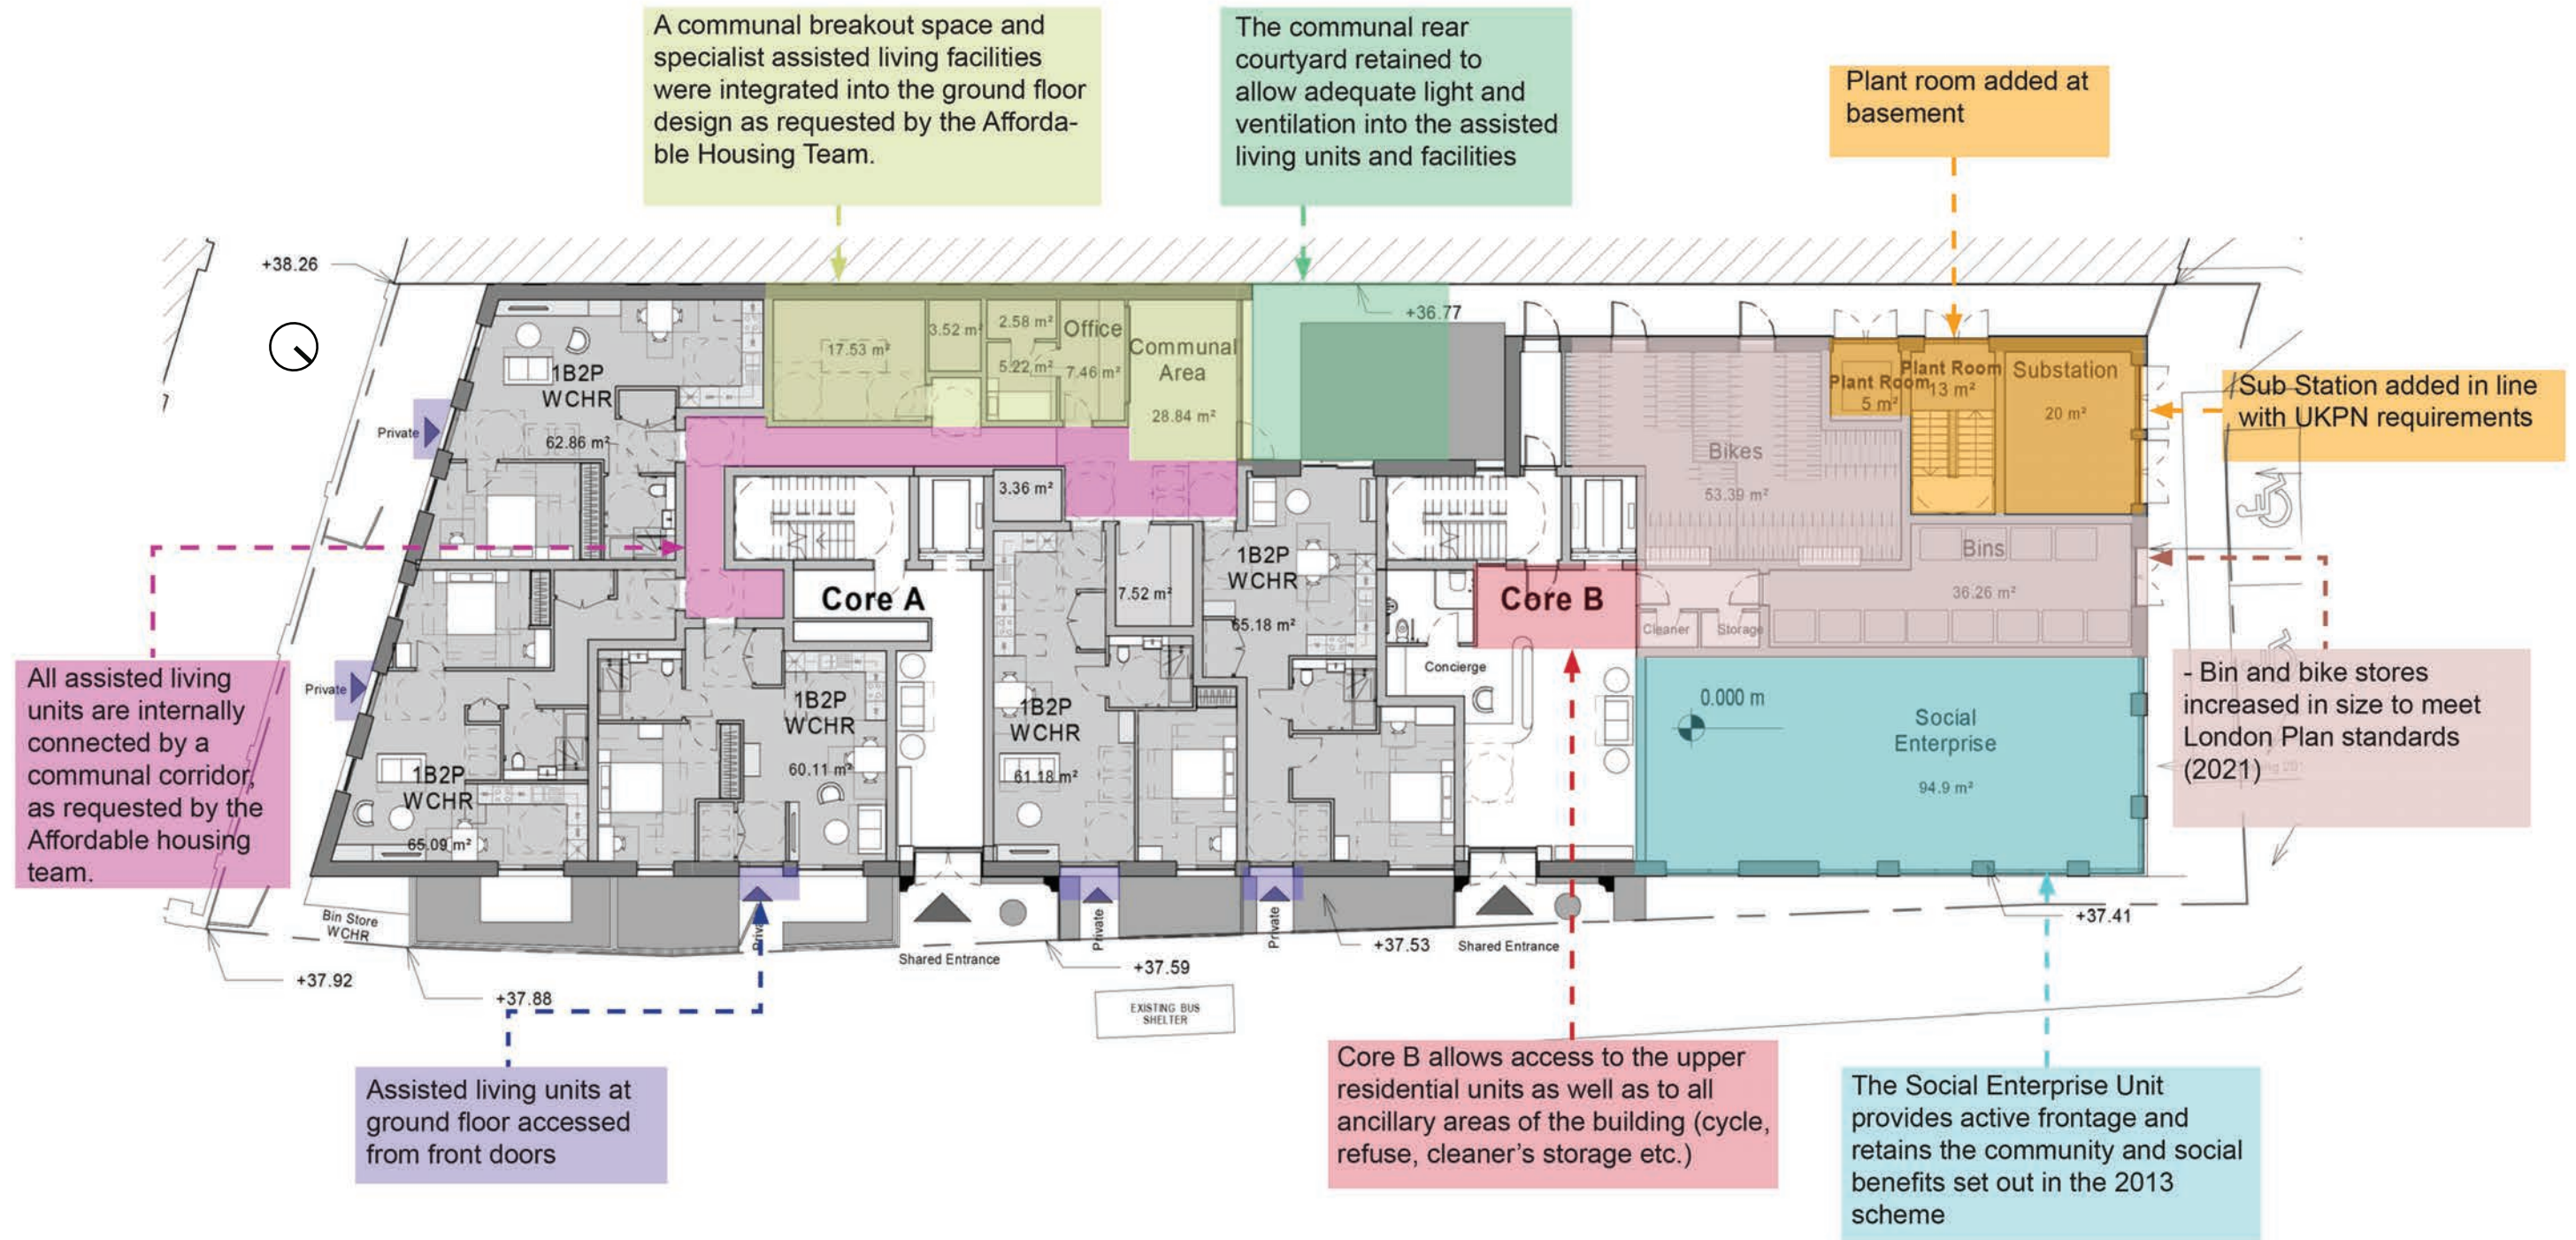 A communal breakout space and
specialist assisted living facilities
were integrated into the ground floor
design as requested by the Afforda-
ble Housing Team.
The communal rear
courtyard retained to
allow adequate light and
ventilation into the assisted
living units and facilities
Plant room added at
basement
+38.26
+36.77
3.52 m²
2.58 m²
Office
17.53 m²
5.22 m²
7.46 m²
Communal
Area
28.84 m²
1B2P
WCHR
62.86 m²
Private
Plant Room
5 m²
Plant Room
13 m²
Substation
20 m²
Sub Station added in line
with UKPN requirements
Bikes
53.39 m²
3.36 m²
Bins
36.26 m²
1B2P
WCHR
65.18 m²
7.52 m²
Core A
Core B
Cleaner
Storage
Concierge
Private
All assisted living
units are internally
connected by a
communal corridor,
as requested by the
Affordable housing
team.
1B2P
WCHR
60.11 m²
1B2P
WCHR
61.18 m²
1B2P
WCHR
65.09 m²
0.000 m
Social
Enterprise
94.9 m²
- Bin and bike stores
increased in size to meet
London Plan standards
(2021)
Bin Store
WCHR
Private
Private
Private
Shared Entrance
Shared Entrance
+37.41
+37.53
+37.59
+37.92
+37.88
EXISTING BUS
SHELTER
Assisted living units at
ground floor accessed
from front doors
Core B allows access to the upper
residential units as well as to all
ancillary areas of the building (cycle,
refuse, cleaner's storage etc.)
The Social Enterprise Unit
provides active frontage and
retains the community and social
benefits set out in the 2013
scheme